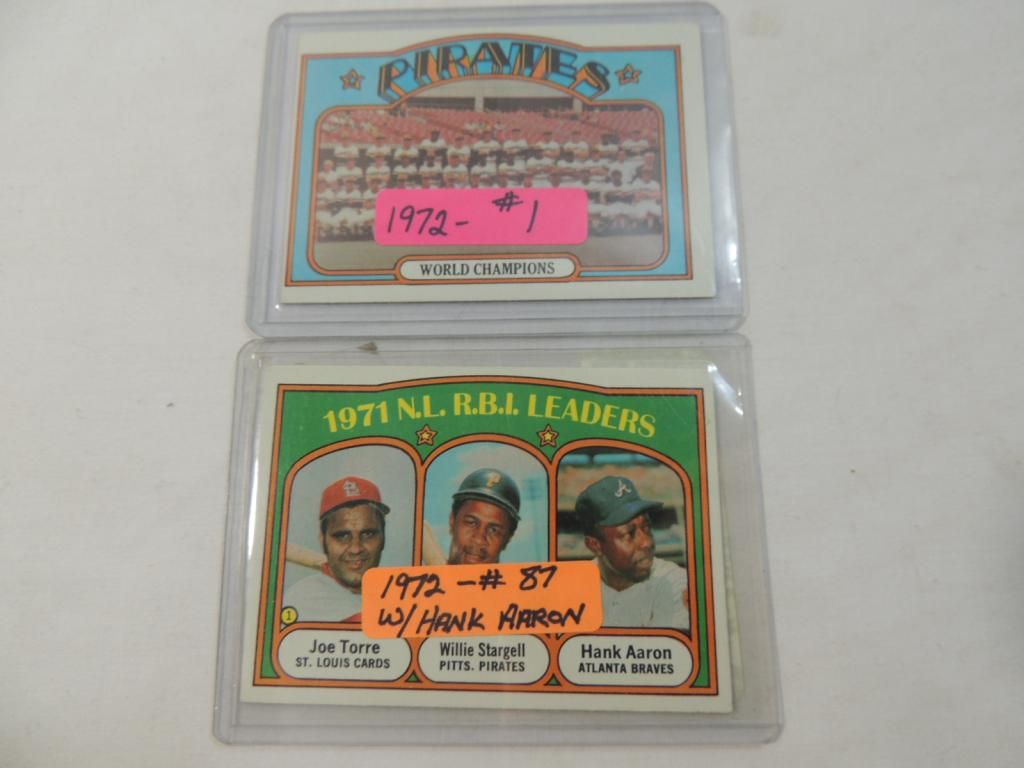 PIRATES
1972- #1
WORLD CHAMPIONS
1971 N.L. R.B.I. LEADERS
P
A
1972 - # 87
W/ HANK AARON
1
Joe Torre
ST. LOUIS CARDS
Willie Stargell
PITTS. PIRATES
Hank Aaron
ATLANTA BRAVES